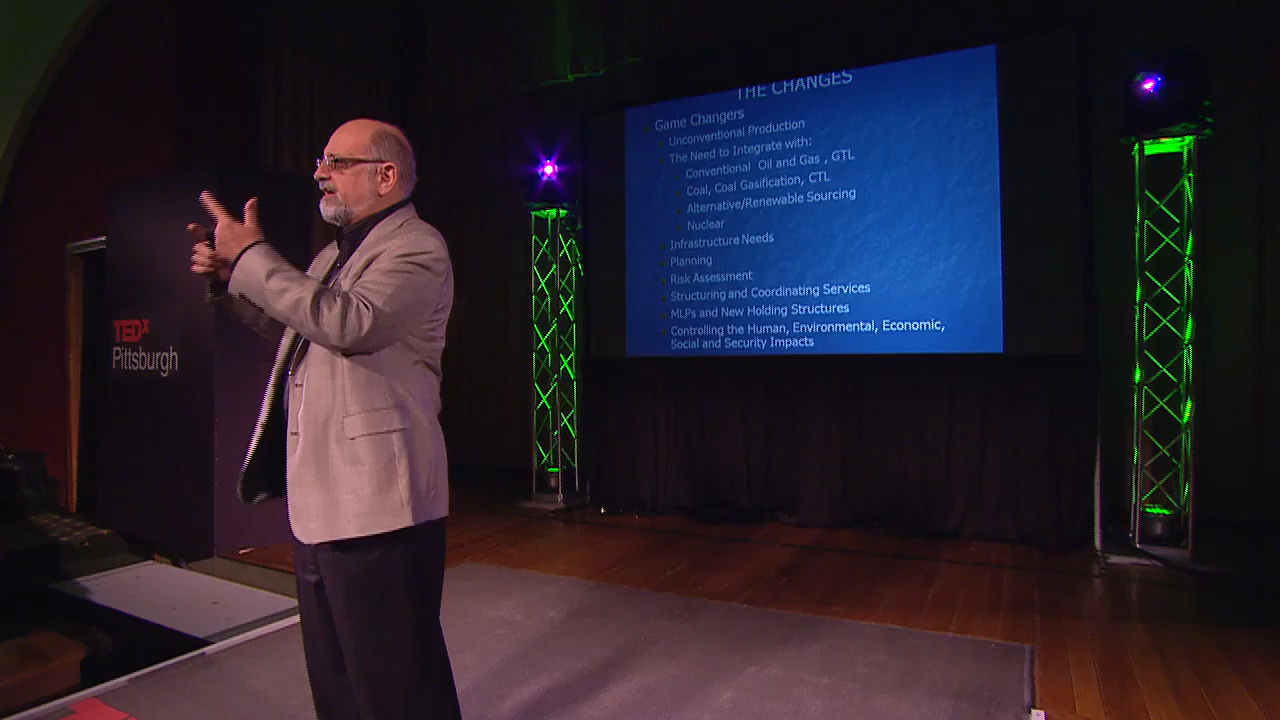 TEDx
Pittsburgh
THE CHANGES
Game Changers
Unconventional Production
The Need to Integrate with:
Conventional Oil and Gas , GTL
Coal, Coal Gasification, CTL
Alternative/Renewable Sourcing
Nuclear
Infrastructure Needs
Planning
Risk Assessment
Structuring and Coordinating Services
MLPs and New Holding Structures
Controlling the Human, Environmental, Economic,
Social and Security Impacts